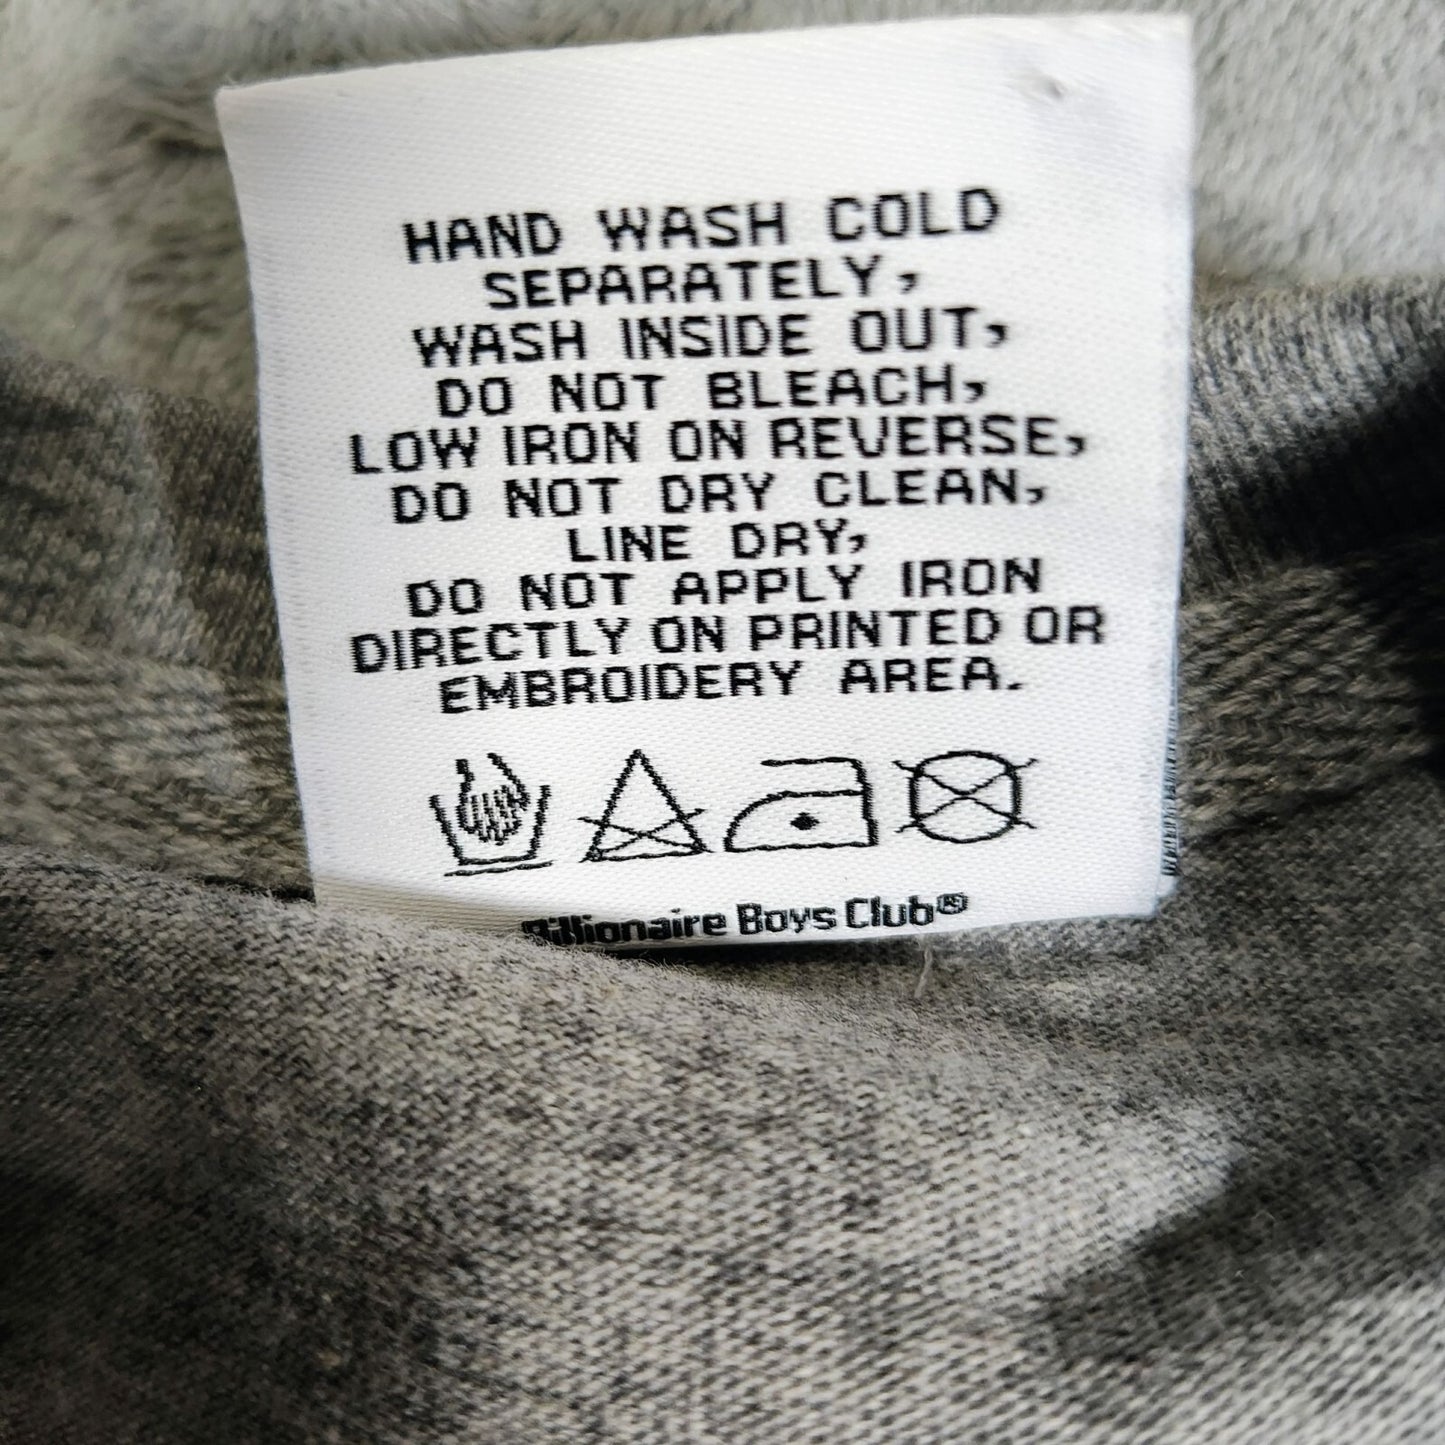 HAND WASH COLD
SEPARATELY,
WASH INSIDE OUT,
DO NOT BLEACH,
LOW IRON ON REVERSE,
DO NOT DRY CLEAN,
LINE DRY,
DO NOT APPLY IRON
DIRECTLY ON PRINTED OR
EMBROIDERY AREA.
Billionaire Boys Club®